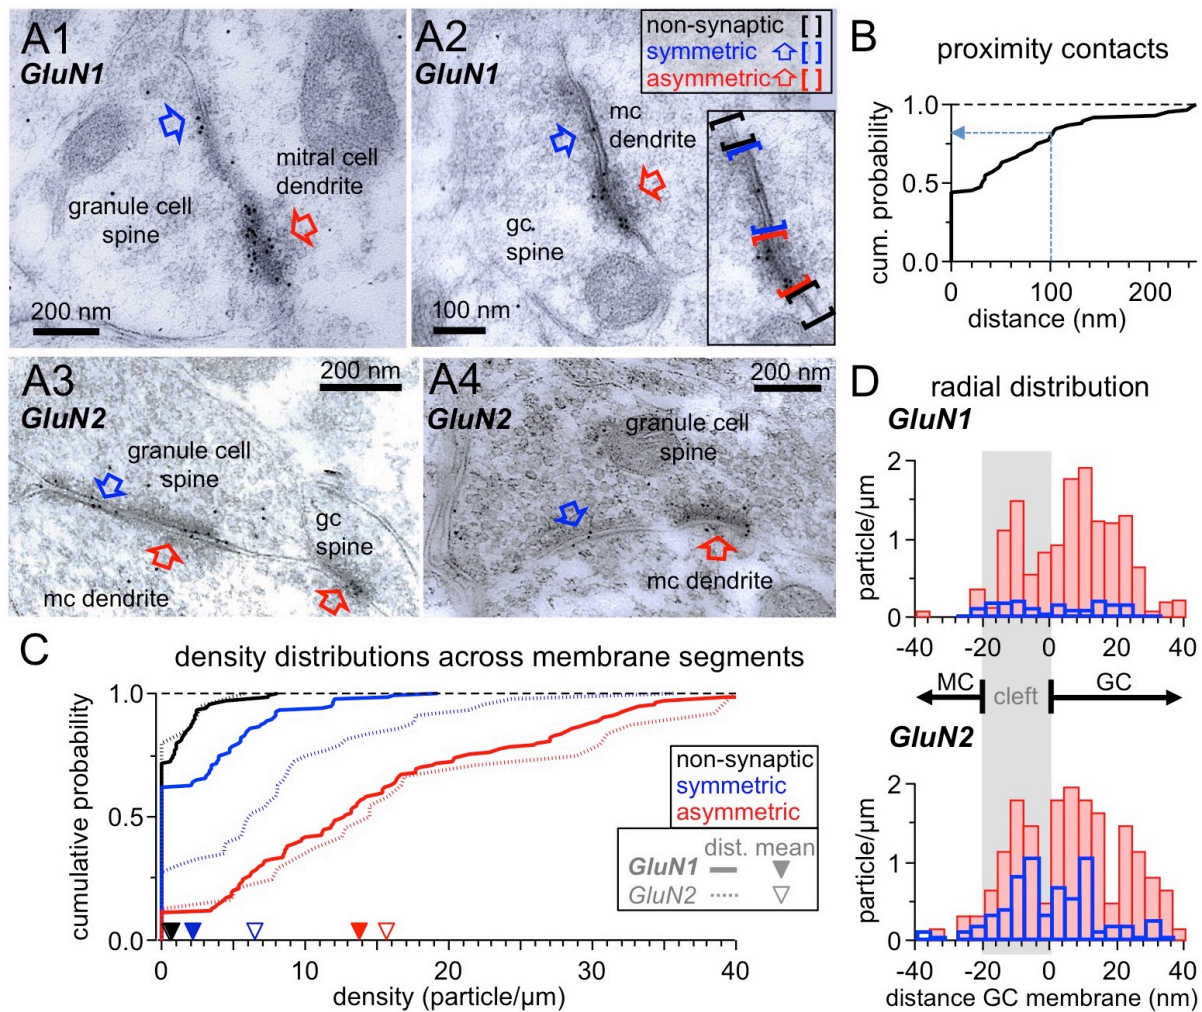 A1
GluN1
mitral cell
dendrite
granule cell
spine
200 nm
A2
GluN1
non-synaptic [ ]
symmetric [ ]
asymmetric [ ]
mc
dendrite
gc
spine
100 nm
B
proximity contacts
cum. probability
1.0
0.5
0.0
0 100 200
distance (nm)
A3
GluN2
200 nm
granule cell
spine
gc
spine
mc dendrite
A4
GluN2
200 nm
granule cell
spine
mc dendrite
C
density distributions across membrane segments
cumulative probability
1.0
0.5
0.0
0 10 20 30 40
density (particle/µm)
non-synaptic
symmetric
asymmetric
dist. mean
GluN1
GluN2
D
radial distribution
GluN1
particle/µm
2
1
0
-40 -20 0 20 40
MC cleft GC
GluN2
particle/µm
2
1
0
-40 -20 0 20 40
distance GC membrane (nm)